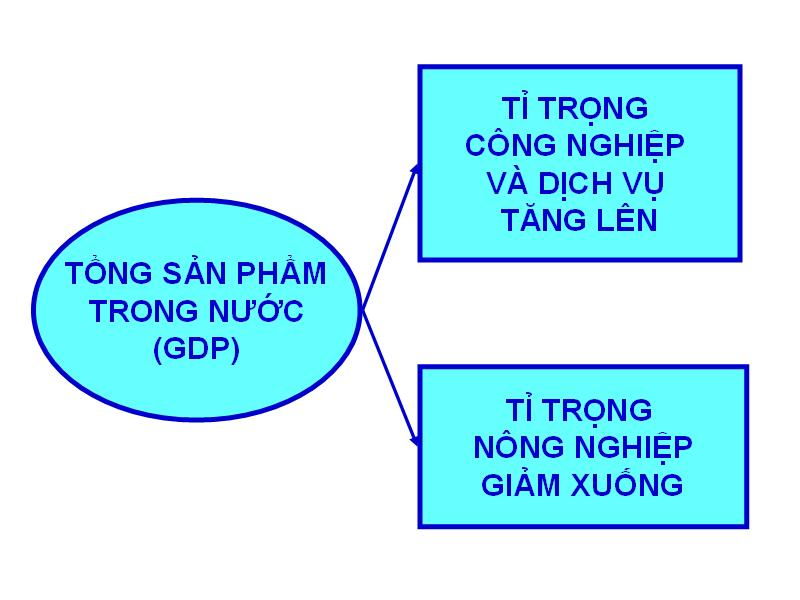 TỔNG SẢN PHẨM
TRONG NƯỚC
(GDP)
TỈ TRỌNG
CÔNG NGHIỆP
VÀ DỊCH VỤ
TĂNG LÊN
TỈ TRỌNG
NÔNG NGHIỆP
GIẢM XUỐNG